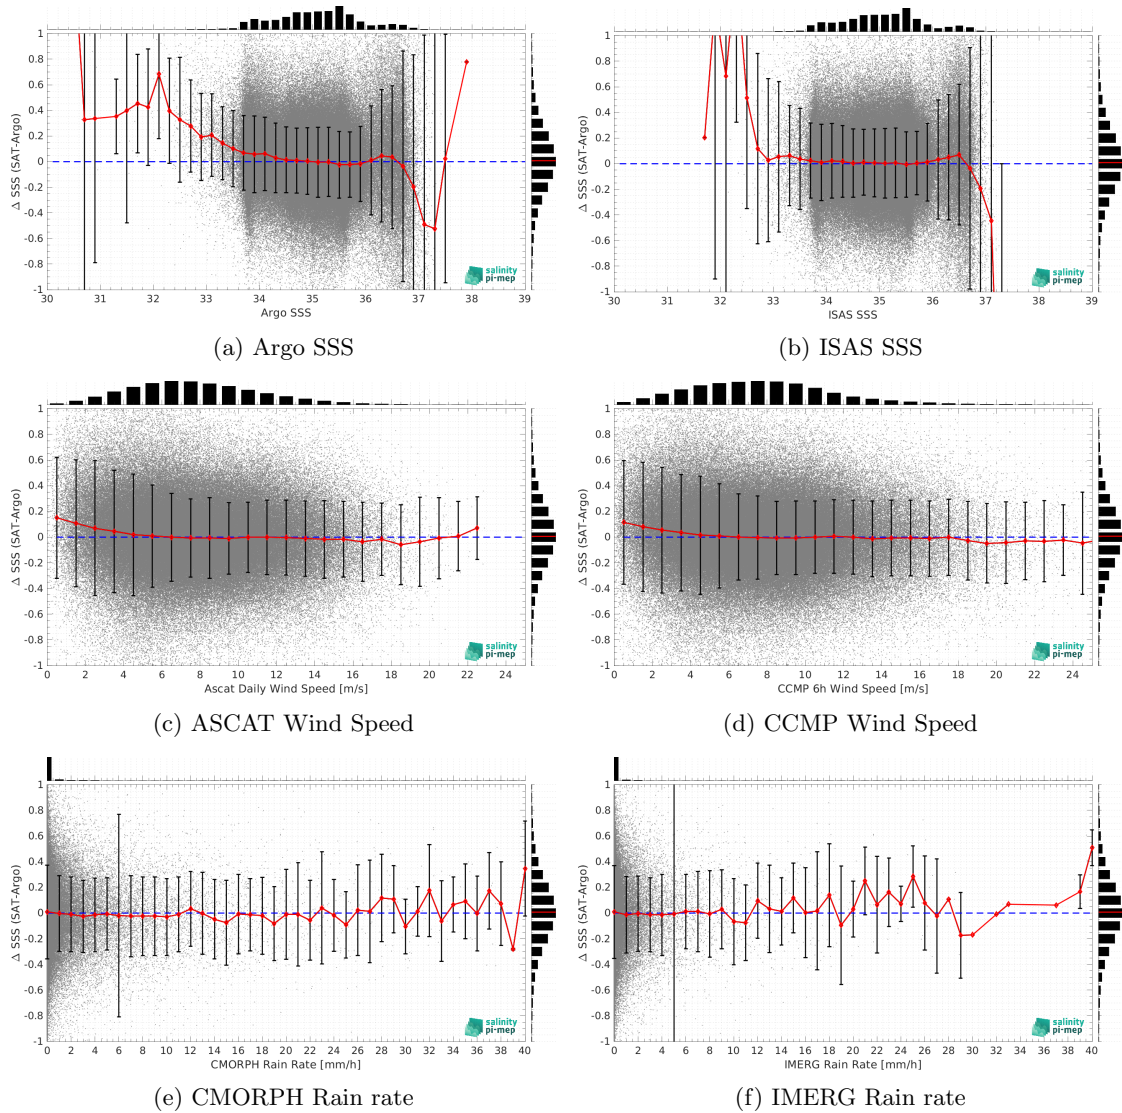 1
0.8
0.6
0.4
0.2
0
-0.2
-0.4
-0.6
-0.8
-1
Δ SSS (SAT-Argo)
30 31 32 33 34 35 36 37 38 39
Argo SSS
salinity
pi-mep
(a) Argo SSS
1
0.8
0.6
0.4
0.2
0
-0.2
-0.4
-0.6
-0.8
-1
Δ SSS (SAT-Argo)
30 31 32 33 34 35 36 37 38 39
ISAS SSS
salinity
pi-mep
(b) ISAS SSS
1
0.8
0.6
0.4
0.2
0
-0.2
-0.4
-0.6
-0.8
-1
Δ SSS (SAT-Argo)
0 2 4 6 8 10 12 14 16 18 20 22 24
Ascat Daily Wind Speed [m/s]
salinity
pi-mep
(c) ASCAT Wind Speed
1
0.8
0.6
0.4
0.2
0
-0.2
-0.4
-0.6
-0.8
-1
Δ SSS (SAT-Argo)
0 2 4 6 8 10 12 14 16 18 20 22 24
CCMP 6h Wind Speed [m/s]
salinity
pi-mep
(d) CCMP Wind Speed
1
0.8
0.6
0.4
0.2
0
-0.2
-0.4
-0.6
-0.8
-1
Δ SSS (SAT-Argo)
0 2 4 6 8 10 12 14 16 18 20 22 24 26 28 30 32 34 36 38 40
CMORPH Rain Rate [mm/h]
salinity
pi-mep
(e) CMORPH Rain rate
1
0.8
0.6
0.4
0.2
0
-0.2
-0.4
-0.6
-0.8
-1
Δ SSS (SAT-Argo)
0 2 4 6 8 10 12 14 16 18 20 22 24 26 28 30 32 34 36 38 40
IMERG Rain Rate [mm/h]
salinity
pi-mep
(f) IMERG Rain rate